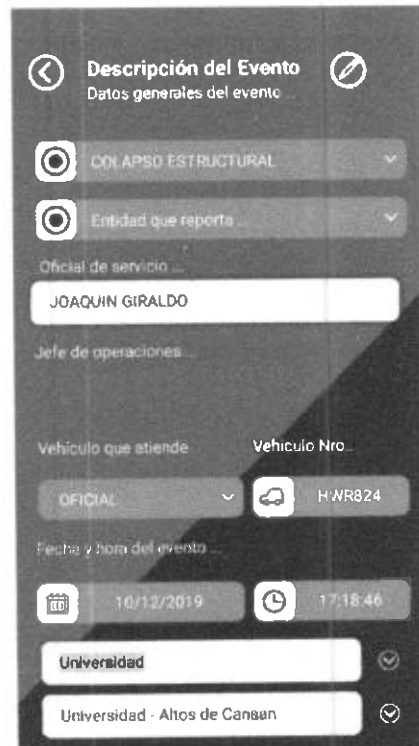 Descripción del Evento
Datos generales del evento ...
COLAPSO ESTRUCTURAL
Entidad que reporta ...
Oficial de servicio ...
JOAQUIN GIRALDO
Jefe de operaciones ...
Vehiculo que atiende
Vehiculo Nro..
OFICIAL
HWR824
Fecha y hora del evento ...
10/12/2019
17:18:46
Universidad
Universidad - Altos de Canaan